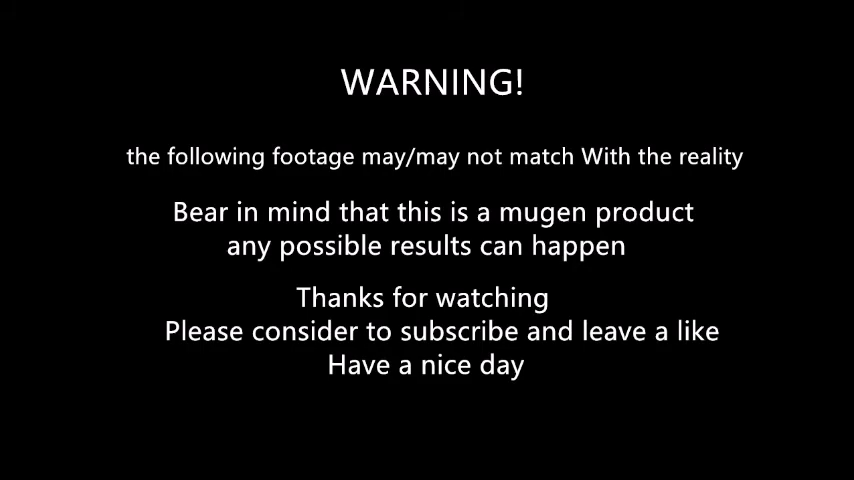 WARNING!
the following footage may/may not match With the reality
Bear in mind that this is a mugen product
any possible results can happen
Thanks for watching
Please consider to subscribe and leave a like
Have a nice day